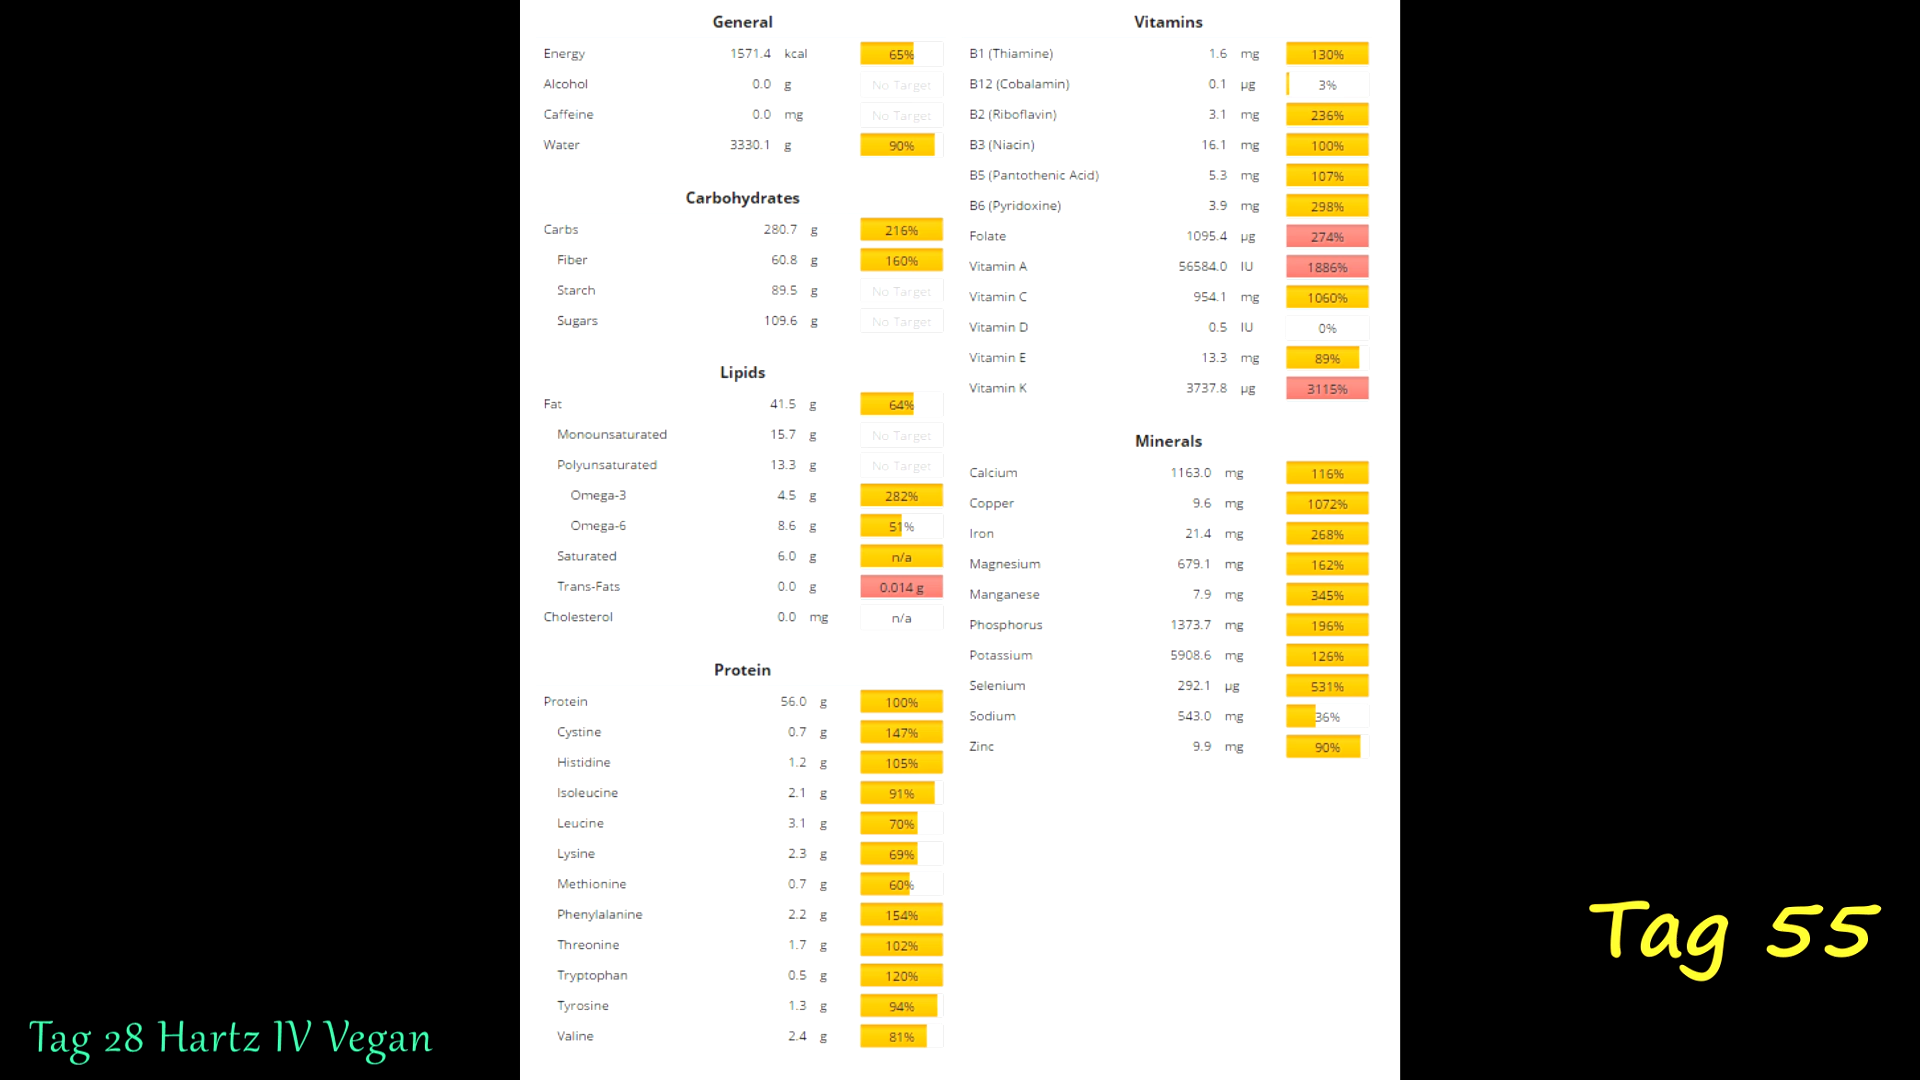 General
Energy 1571.4 kcal 65%
Alcohol 0.0 g No Target
Caffeine 0.0 mg No Target
Water 3330.1 g 90%
Carbohydrates
Carbs 280.7 g 216%
Fiber 60.8 g 160%
Starch 89.5 g No Target
Sugars 109.6 g No Target
Lipids
Fat 41.5 g 64%
Monounsaturated 15.7 g No Target
Polyunsaturated 13.3 g No Target
Omega-3 4.5 g 282%
Omega-6 8.6 g 51%
Saturated 6.0 g n/a
Trans-Fats 0.0 g 0.014 g
Cholesterol 0.0 mg n/a
Protein
Protein 56.0 g 100%
Cystine 0.7 g 147%
Histidine 1.2 g 105%
Isoleucine 2.1 g 91%
Leucine 3.1 g 70%
Lysine 2.3 g 69%
Methionine 0.7 g 60%
Phenylalanine 2.2 g 154%
Threonine 1.7 g 102%
Tryptophan 0.5 g 120%
Tyrosine 1.3 g 94%
Valine 2.4 g 81%
Vitamins
B1 (Thiamine) 1.6 mg 130%
B12 (Cobalamin) 0.1 µg 3%
B2 (Riboflavin) 3.1 mg 236%
B3 (Niacin) 16.1 mg 100%
B5 (Pantothenic Acid) 5.3 mg 107%
B6 (Pyridoxine) 3.9 mg 298%
Folate 1095.4 µg 274%
Vitamin A 56584.0 IU 1886%
Vitamin C 954.1 mg 1060%
Vitamin D 0.5 IU 0%
Vitamin E 13.3 mg 89%
Vitamin K 3737.8 µg 3115%
Minerals
Calcium 1163.0 mg 116%
Copper 9.6 mg 1072%
Iron 21.4 mg 268%
Magnesium 679.1 mg 162%
Manganese 7.9 mg 345%
Phosphorus 1373.7 mg 196%
Potassium 5908.6 mg 126%
Selenium 292.1 µg 531%
Sodium 543.0 mg 36%
Zinc 9.9 mg 90%
Tag 55
Tag 28 Hartz IV Vegan